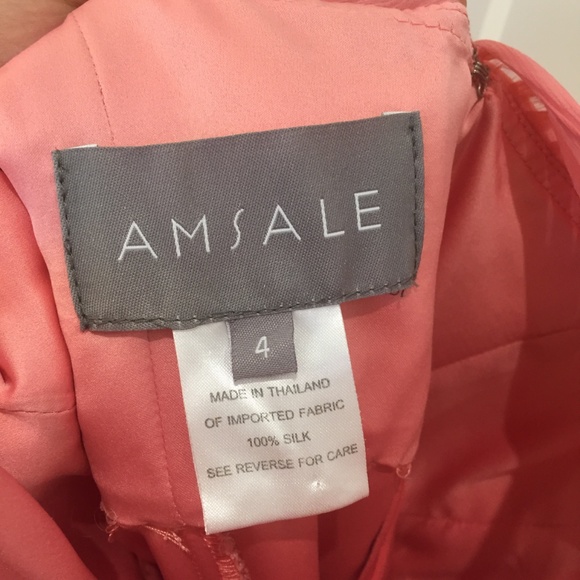 AMSALE
4
MADE IN THAILAND
OF IMPORTED FABRIC
100% SILK
SEE REVERSE FOR CARE